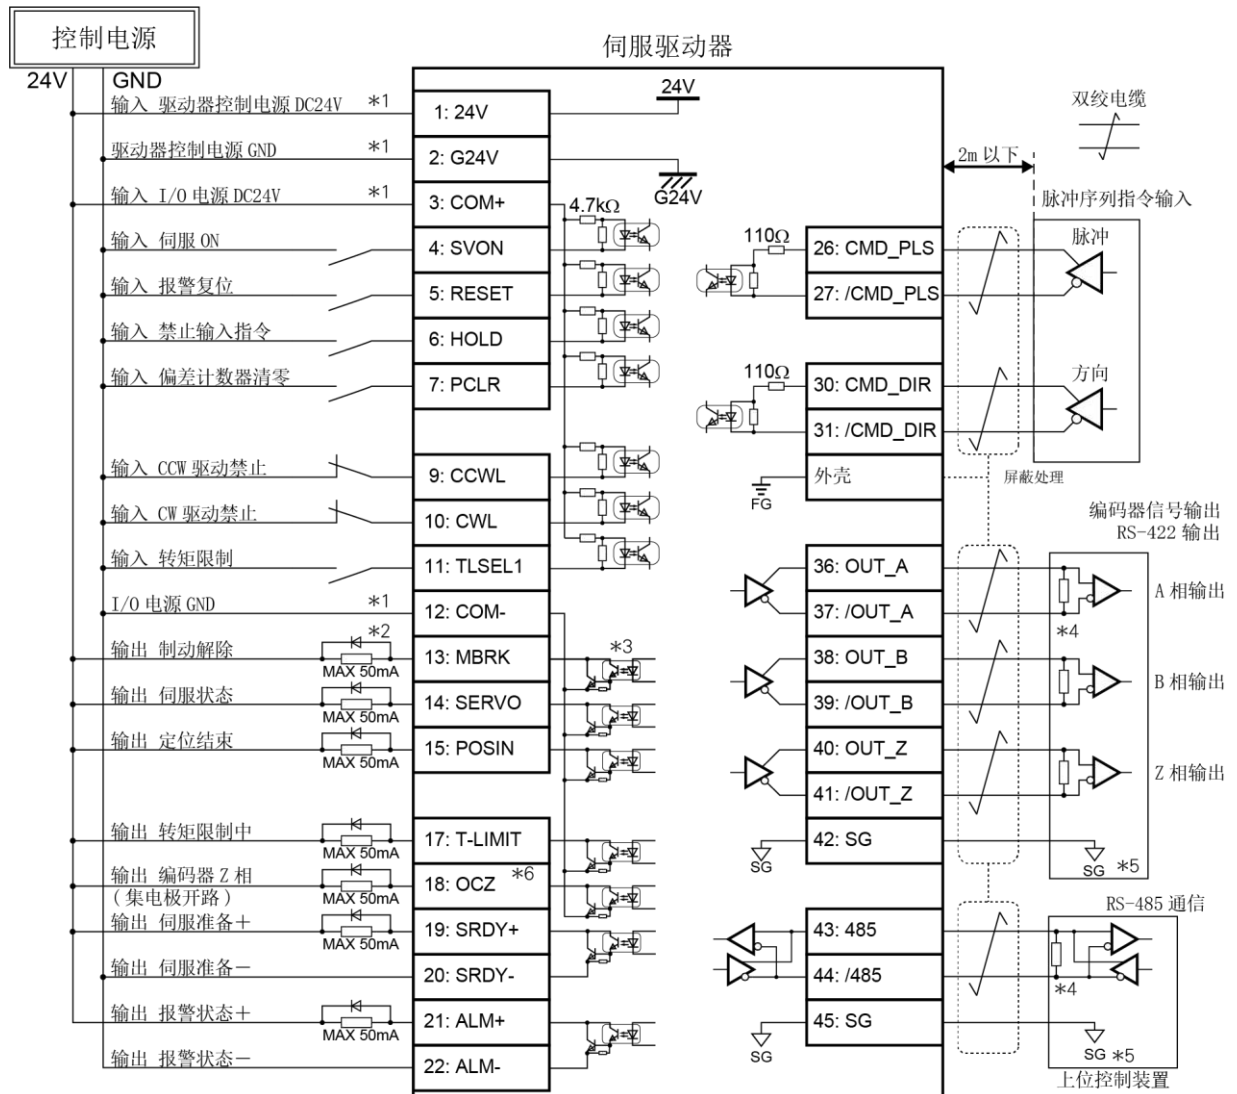 控制电源
伺服驱动器
24V GND
输入 驱动器控制电源 DC24V *1
1: 24V
24V
驱动器控制电源 GND *1
2: G24V
G24V
输入 I/O 电源 DC24V *1
3: COM+
4.7kΩ
输入 伺服 ON
4: SVON
输入 报警复位
5: RESET
输入 禁止输入指令
6: HOLD
输入 偏差计数器清零
7: PCLR
输入 CCW 驱动禁止
9: CCWL
输入 CW 驱动禁止
10: CWL
输入 转矩限制
11: TLSEL1
I/O 电源 GND *1
12: COM-
输出 制动解除
*2
MAX 50mA
13: MBRK
*3
输出 伺服状态
MAX 50mA
14: SERVO
输出 定位结束
MAX 50mA
15: POSIN
输出 转矩限制中
MAX 50mA
17: T-LIMIT
输出 编码器 Z 相
(集电极开路)
MAX 50mA
18: OCZ *6
输出 伺服准备＋
MAX 50mA
19: SRDY+
输出 伺服准备－
20: SRDY-
输出 报警状态＋
MAX 50mA
21: ALM+
输出 报警状态－
22: ALM-
双绞电缆
2m 以下
脉冲序列指令输入
110Ω
26: CMD_PLS
脉冲
27: /CMD_PLS
110Ω
30: CMD_DIR
方向
31: /CMD_DIR
外壳
FG
屏蔽处理
编码器信号输出
RS-422 输出
36: OUT_A
37: /OUT_A
A 相输出
*4
38: OUT_B
39: /OUT_B
B 相输出
40: OUT_Z
41: /OUT_Z
Z 相输出
42: SG
SG
SG *5
RS-485 通信
43: 485
44: /485
*4
45: SG
SG
SG *5
上位控制装置